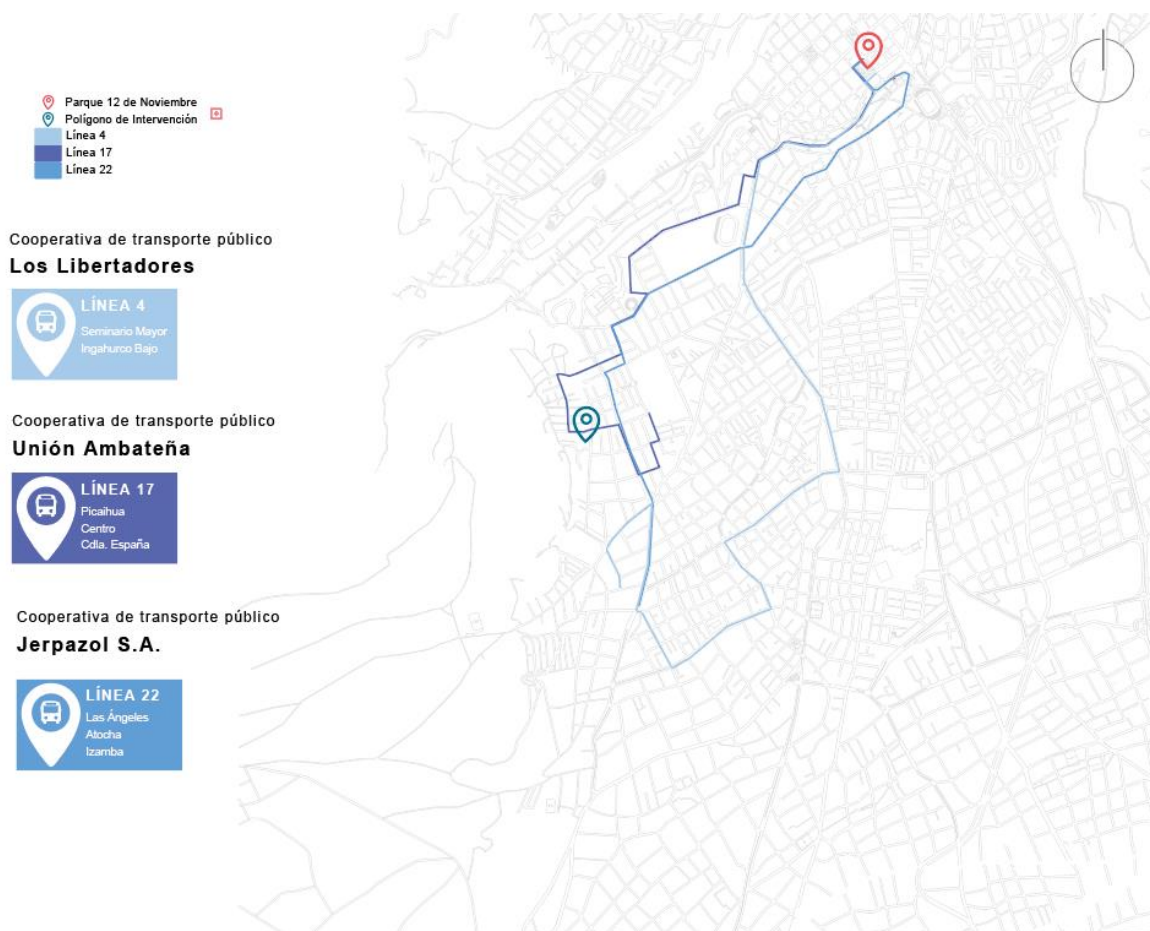 Parque 12 de Noviembre
Polígono de Intervención
Línea 4
Línea 17
Línea 22
Cooperativa de transporte público
Los Libertadores
LÍNEA 4
Seminario Mayor
Ingahurco Bajo
Cooperativa de transporte público
Unión Ambateña
LÍNEA 17
Picaihua
Centro
Cdla. España
Cooperativa de transporte público
Jerpazol S.A.
LÍNEA 22
Las Ángeles
Atocha
Izamba